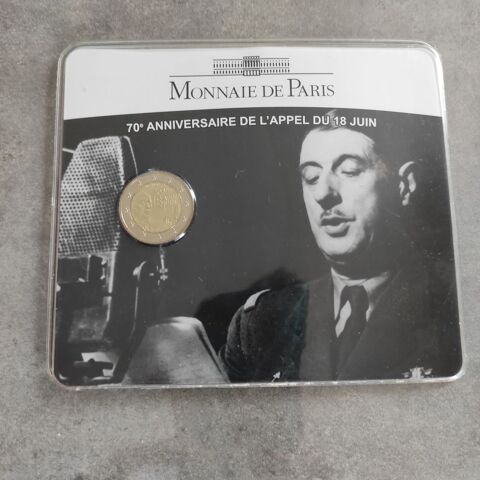 MONNAIE DE PARIS
70e ANNIVERSAIRE DE L'APPEL DU 18 JUIN